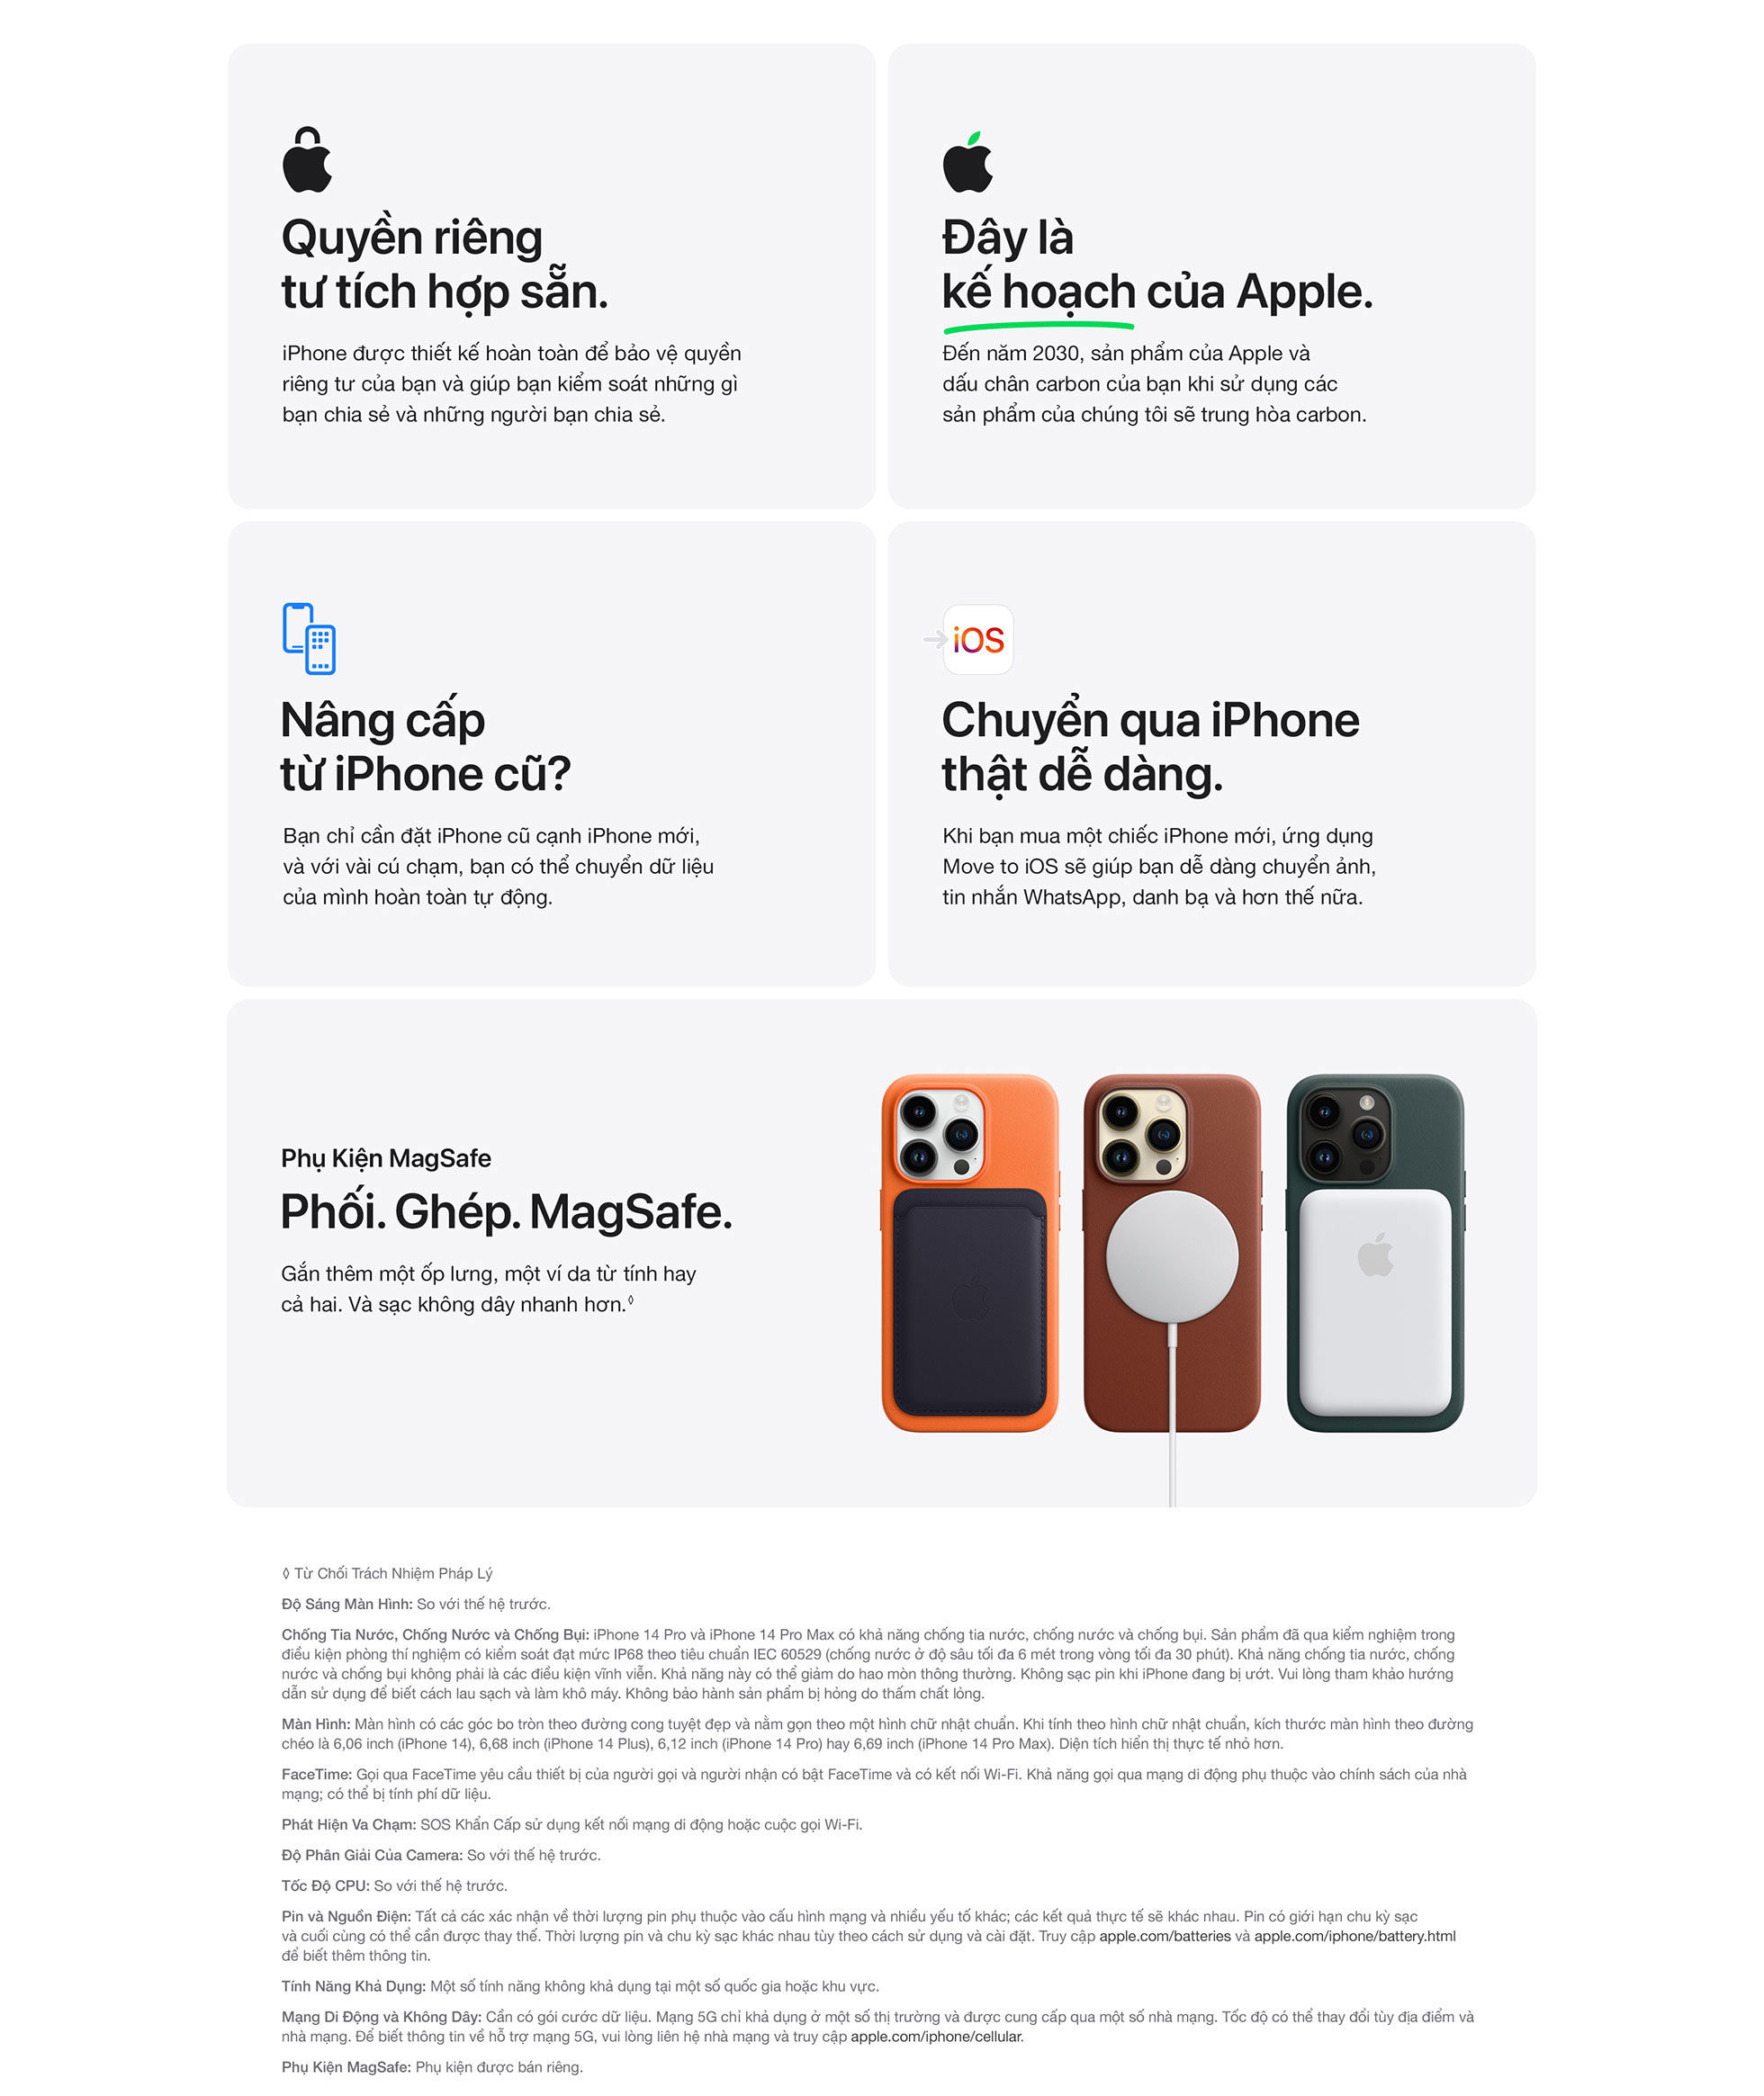 Quyền riêng
tư tích hợp sẵn.
iPhone được thiết kế hoàn toàn để bảo vệ quyền
riêng tư của bạn và giúp bạn kiểm soát những gì
bạn chia sẻ và những người bạn chia sẻ.
Đây là
kế hoạch của Apple.
Đến năm 2030, sản phẩm của Apple và
dấu chân carbon của bạn khi sử dụng các
sản phẩm của chúng tôi sẽ trung hòa carbon.
Nâng cấp
từ iPhone cũ?
Bạn chỉ cần đặt iPhone cũ cạnh iPhone mới,
và với vài cú chạm, bạn có thể chuyển dữ liệu
của mình hoàn toàn tự động.
iOS
Chuyển qua iPhone
thật dễ dàng.
Khi bạn mua một chiếc iPhone mới, ứng dụng
Move to iOS sẽ giúp bạn dễ dàng chuyển ảnh,
tin nhắn WhatsApp, danh bạ và hơn thế nữa.
Phụ Kiện MagSafe
Phối. Ghép. MagSafe.
Gắn thêm một ốp lưng, một ví da từ tính hay
cả hai. Và sạc không dây nhanh hơn.◊
◊ Từ Chối Trách Nhiệm Pháp Lý
Độ Sáng Màn Hình: So với thế hệ trước.
Chống Tia Nước, Chống Nước và Chống Bụi: iPhone 14 Pro và iPhone 14 Pro Max có khả năng chống tia nước, chống nước và chống bụi. Sản phẩm đã qua kiểm nghiệm trong
điều kiện phòng thí nghiệm có kiểm soát đạt mức IP68 theo tiêu chuẩn IEC 60529 (chống nước ở độ sâu tối đa 6 mét trong vòng tối đa 30 phút). Khả năng chống tia nước, chống
nước và chống bụi không phải là các điều kiện vĩnh viễn. Khả năng này có thể giảm do hao mòn thông thường. Không sạc pin khi iPhone đang bị ướt. Vui lòng tham khảo hướng
dẫn sử dụng để biết cách lau sạch và làm khô máy. Không bảo hành sản phẩm bị hỏng do thấm chất lỏng.
Màn Hình: Màn hình có các góc bo tròn theo đường cong tuyệt đẹp và nằm gọn theo một hình chữ nhật chuẩn. Khi tính theo hình chữ nhật chuẩn, kích thước màn hình theo đường
chéo là 6,06 inch (iPhone 14), 6,68 inch (iPhone 14 Plus), 6,12 inch (iPhone 14 Pro) hay 6,69 inch (iPhone 14 Pro Max). Diện tích hiển thị thực tế nhỏ hơn.
FaceTime: Gọi qua FaceTime yêu cầu thiết bị của người gọi và người nhận có bật FaceTime và có kết nối Wi-Fi. Khả năng gọi qua mạng di động phụ thuộc vào chính sách của nhà
mạng; có thể bị tính phí dữ liệu.
Phát Hiện Va Chạm: SOS Khẩn Cấp sử dụng kết nối mạng di động hoặc cuộc gọi Wi-Fi.
Độ Phân Giải Của Camera: So với thế hệ trước.
Tốc Độ CPU: So với thế hệ trước.
Pin và Nguồn Điện: Tất cả các xác nhận về thời lượng pin phụ thuộc vào cấu hình mạng và nhiều yếu tố khác; các kết quả thực tế sẽ khác nhau. Pin có giới hạn chu kỳ sạc
và cuối cùng có thể cần được thay thế. Thời lượng pin và chu kỳ sạc khác nhau tùy theo cách sử dụng và cài đặt. Truy cập apple.com/batteries và apple.com/iphone/battery.html
để biết thêm thông tin.
Tính Năng Khả Dụng: Một số tính năng không khả dụng tại một số quốc gia hoặc khu vực.
Mạng Di Động và Không Dây: Cần có gói cước dữ liệu. Mạng 5G chỉ khả dụng ở một số thị trường và được cung cấp qua một số nhà mạng. Tốc độ có thể thay đổi tùy địa điểm và
nhà mạng. Để biết thông tin về hỗ trợ mạng 5G, vui lòng liên hệ nhà mạng và truy cập apple.com/iphone/cellular.
Phụ Kiện MagSafe: Phụ kiện được bán riêng.